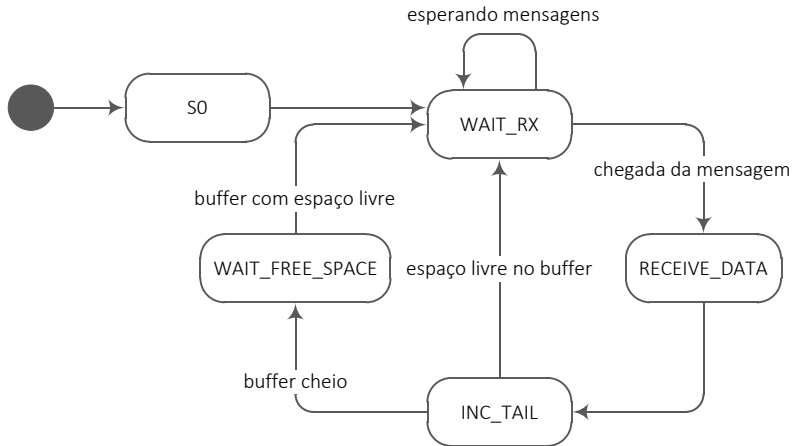 esperando mensagens
S0
WAIT_RX
chegada da mensagem
buffer com espaço livre
WAIT_FREE_SPACE
espaço livre no buffer
RECEIVE_DATA
buffer cheio
INC_TAIL